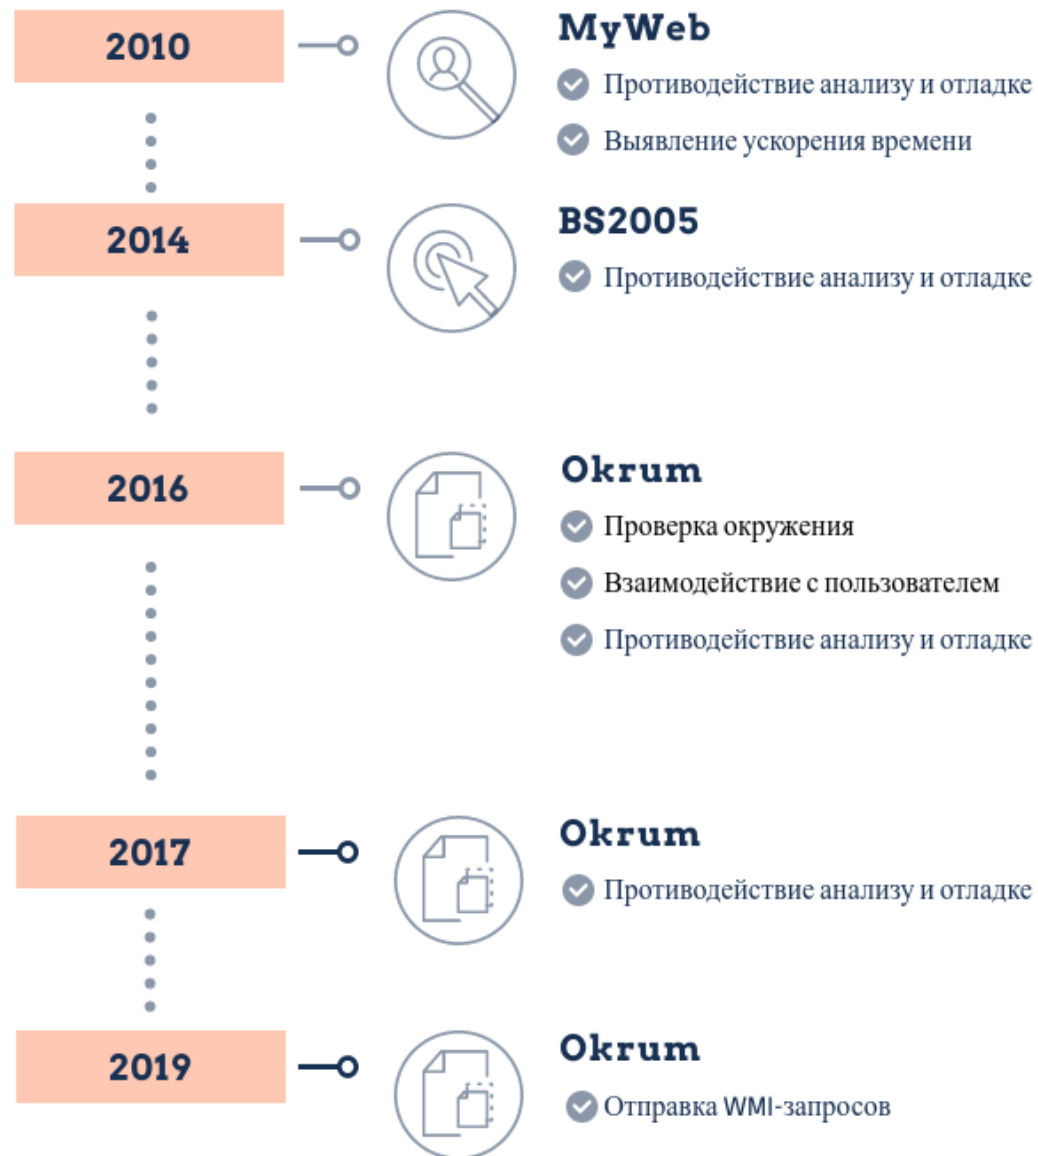 2010
MyWeb
Противодействие анализу и отладке
Выявление ускорения времени
2014
BS2005
Противодействие анализу и отладке
2016
Okrum
Проверка окружения
Взаимодействие с пользователем
Противодействие анализу и отладке
2017
Okrum
Противодействие анализу и отладке
2019
Okrum
Отправка WMI-запросов